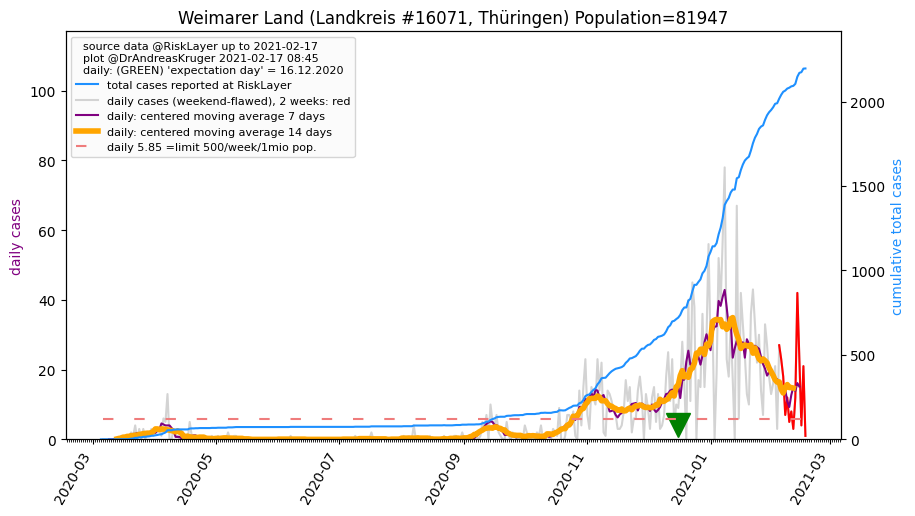 Weimarer Land (Landkreis #16071, Thüringen) Population=81947
source data @RiskLayer up to 2021-02-17
plot @DrAndreasKruger 2021-02-17 08:45
daily: (GREEN) 'expectation day' = 16.12.2020
total cases reported at RiskLayer
daily cases (weekend-flawed), 2 weeks: red
daily: centered moving average 7 days
daily: centered moving average 14 days
daily 5.85 =limit 500/week/1mio pop.
daily cases
100
80
60
40
20
0
cumulative total cases
2000
1500
1000
500
0
2020-03
2020-05
2020-07
2020-09
2020-11
2021-01
2021-03